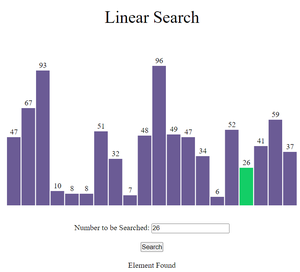 Linear Search
47 67 93 10 8 8 51 32 7 48 96 49 47 34 6 52 26 41 59 37
Number to be Searched: 26
Search
Element Found